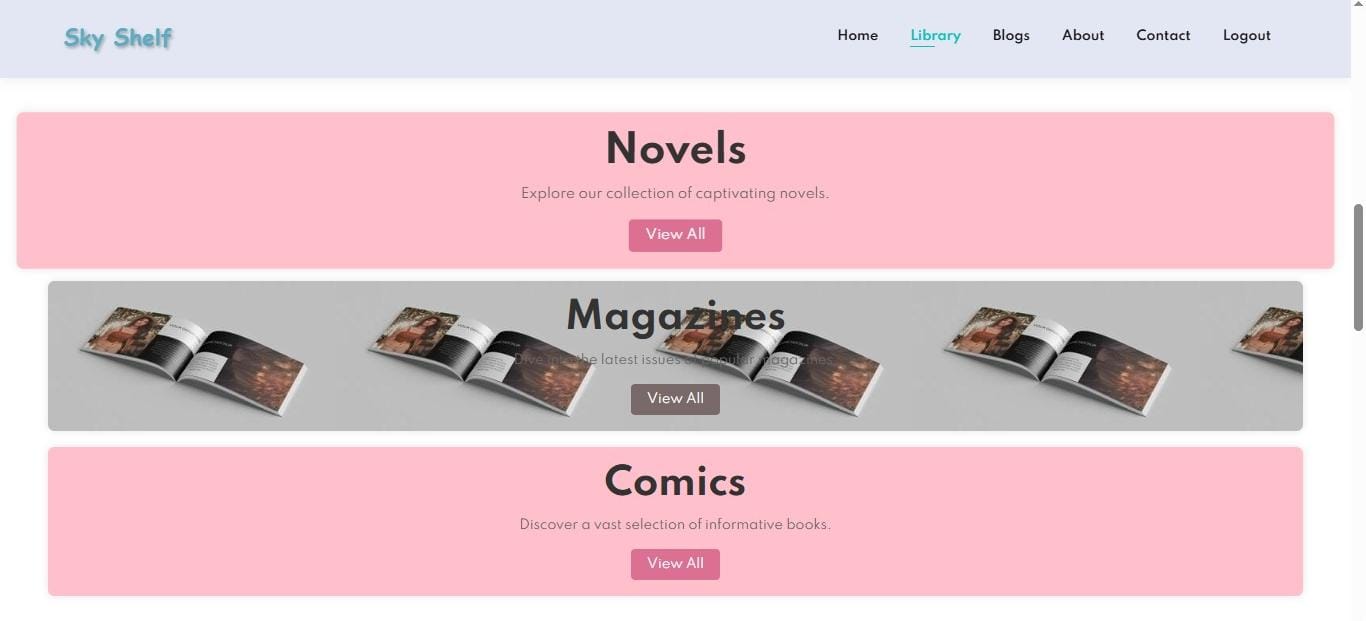 Sky Shelf
Home Library Blogs About Contact Logout
Novels
Explore our collection of captivating novels.
View All
Magazines
Dive into the latest issues of popular magazines.
View All
Comics
Discover a vast selection of informative books.
View All